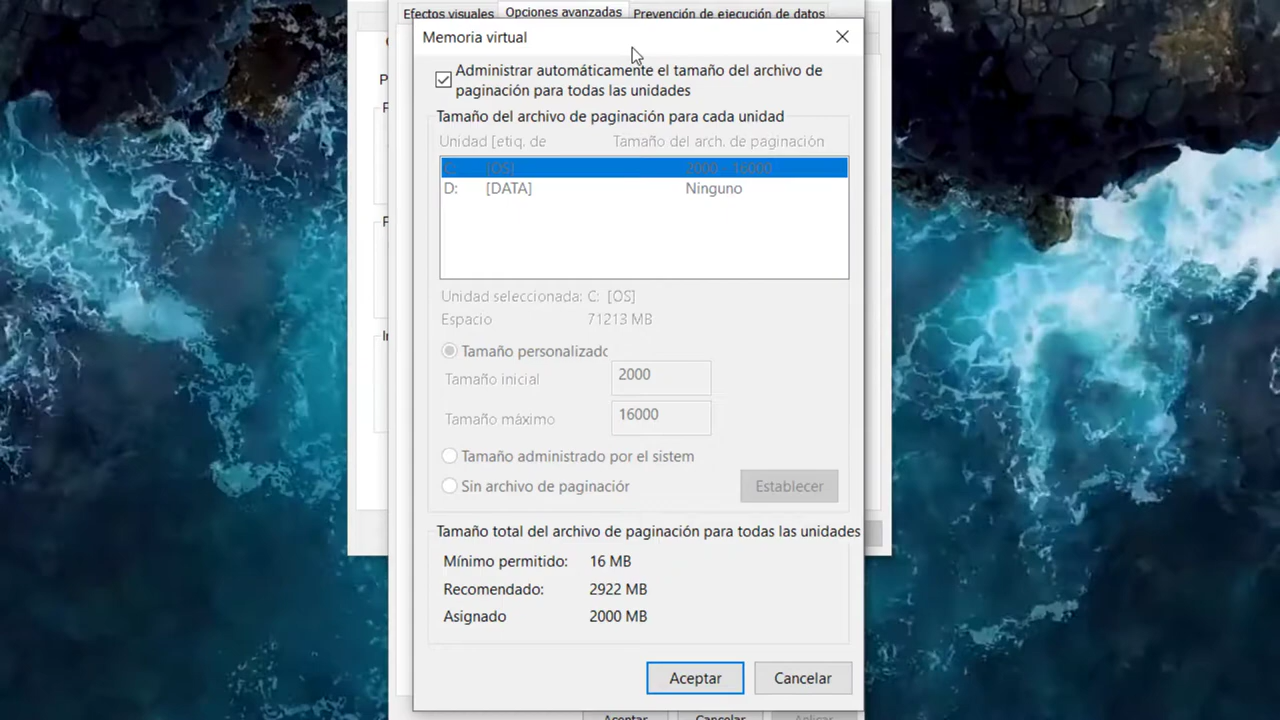 Efectos visuales Opciones avanzadas Prevención de ejecución de datos
Memoria virtual
Administrar automáticamente el tamaño del archivo de
paginación para todas las unidades
Tamaño del archivo de paginación para cada unidad
Unidad [etiq. de Tamaño del arch. de paginación
C: [OS] 2000 - 16000
D: [DATA] Ninguno
Unidad seleccionada: C: [OS]
Espacio 71213 MB
Tamaño personalizado
Tamaño inicial 2000
Tamaño máximo 16000
Tamaño administrado por el sistem
Sin archivo de paginaciór
Establecer
Tamaño total del archivo de paginación para todas las unidades
Mínimo permitido: 16 MB
Recomendado: 2922 MB
Asignado 2000 MB
Aceptar Cancelar
Aceptar Cancelar Aplicar